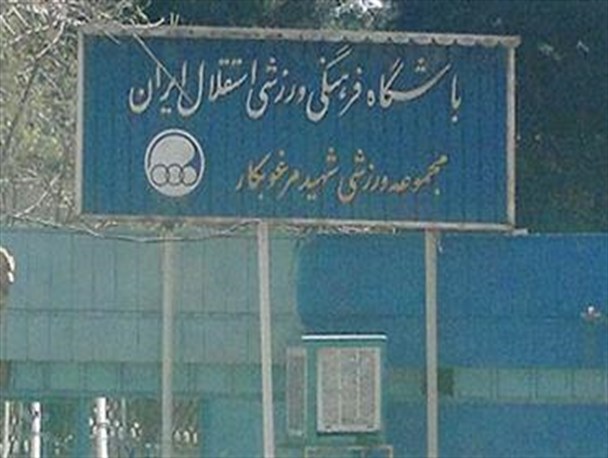 باشگاه فرهنگی ورزشی استقلال ایران
مجموعه ورزشی شهید مرغوبکار